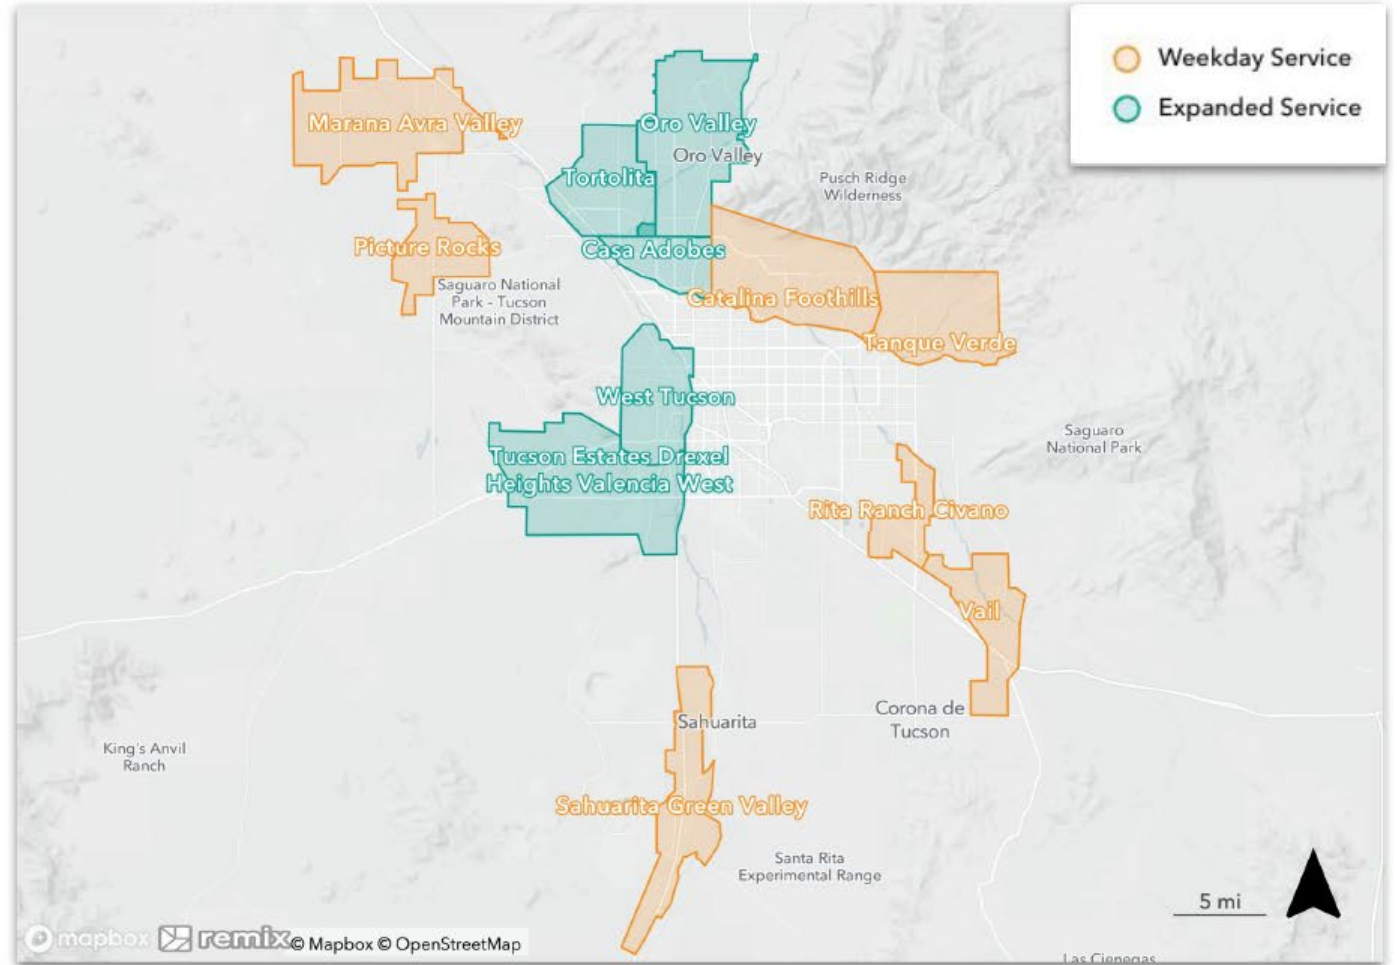 Weekday Service
Expanded Service
Marana Avra Valley
Oro Valley
Oro Valley
Tortolita
Pusch Ridge
Wilderness
Picture Rocks
Casa Adobes
Saguaro National
Park - Tucson
Mountain District
Catalina Foothills
Tanque Verde
West Tucson
Saguaro
National Park
Tucson Estates Drexel
Heights Valencia West
Rita Ranch Civano
Vail
Corona de
Tucson
Sahuarita
King's Anvil
Ranch
Sahuarita Green Valley
Santa Rita
Experimental Range
5 mi
mapbox remix © Mapbox © OpenStreetMap
Las Cienegas